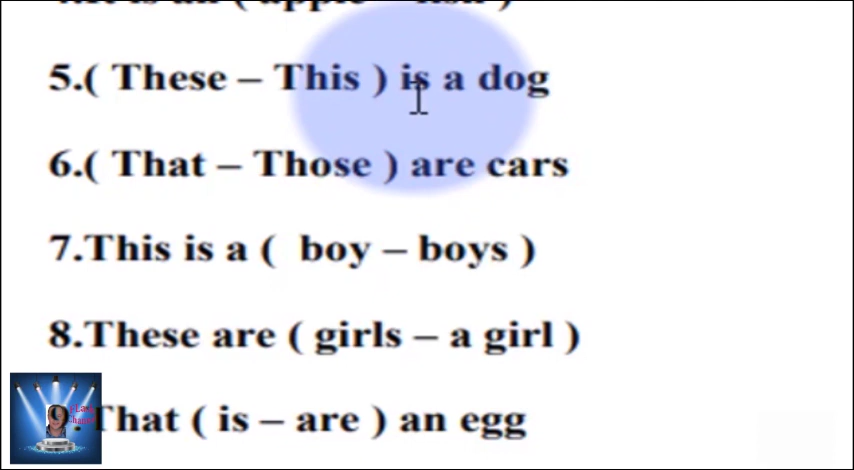 5.( These – This ) is a dog
6.( That – Those ) are cars
7.This is a ( boy – boys )
8.These are ( girls – a girl )
That ( is – are ) an egg